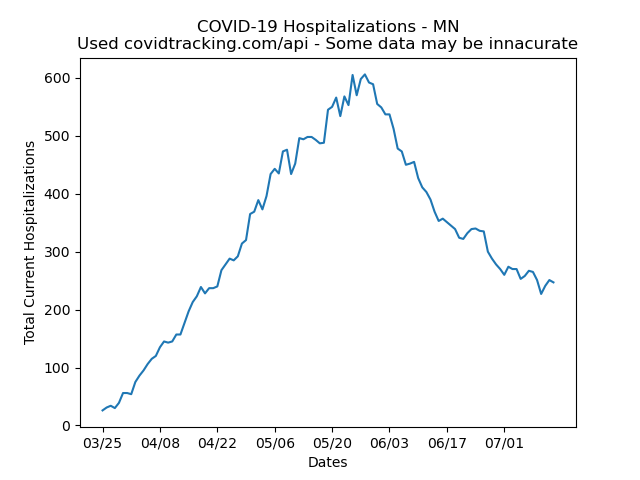 COVID-19 Hospitalizations - MN
Used covidtracking.com/api - Some data may be innacurate
Total Current Hospitalizations
600
500
400
300
200
100
0
03/25 04/08 04/22 05/06 05/20 06/03 06/17 07/01
Dates